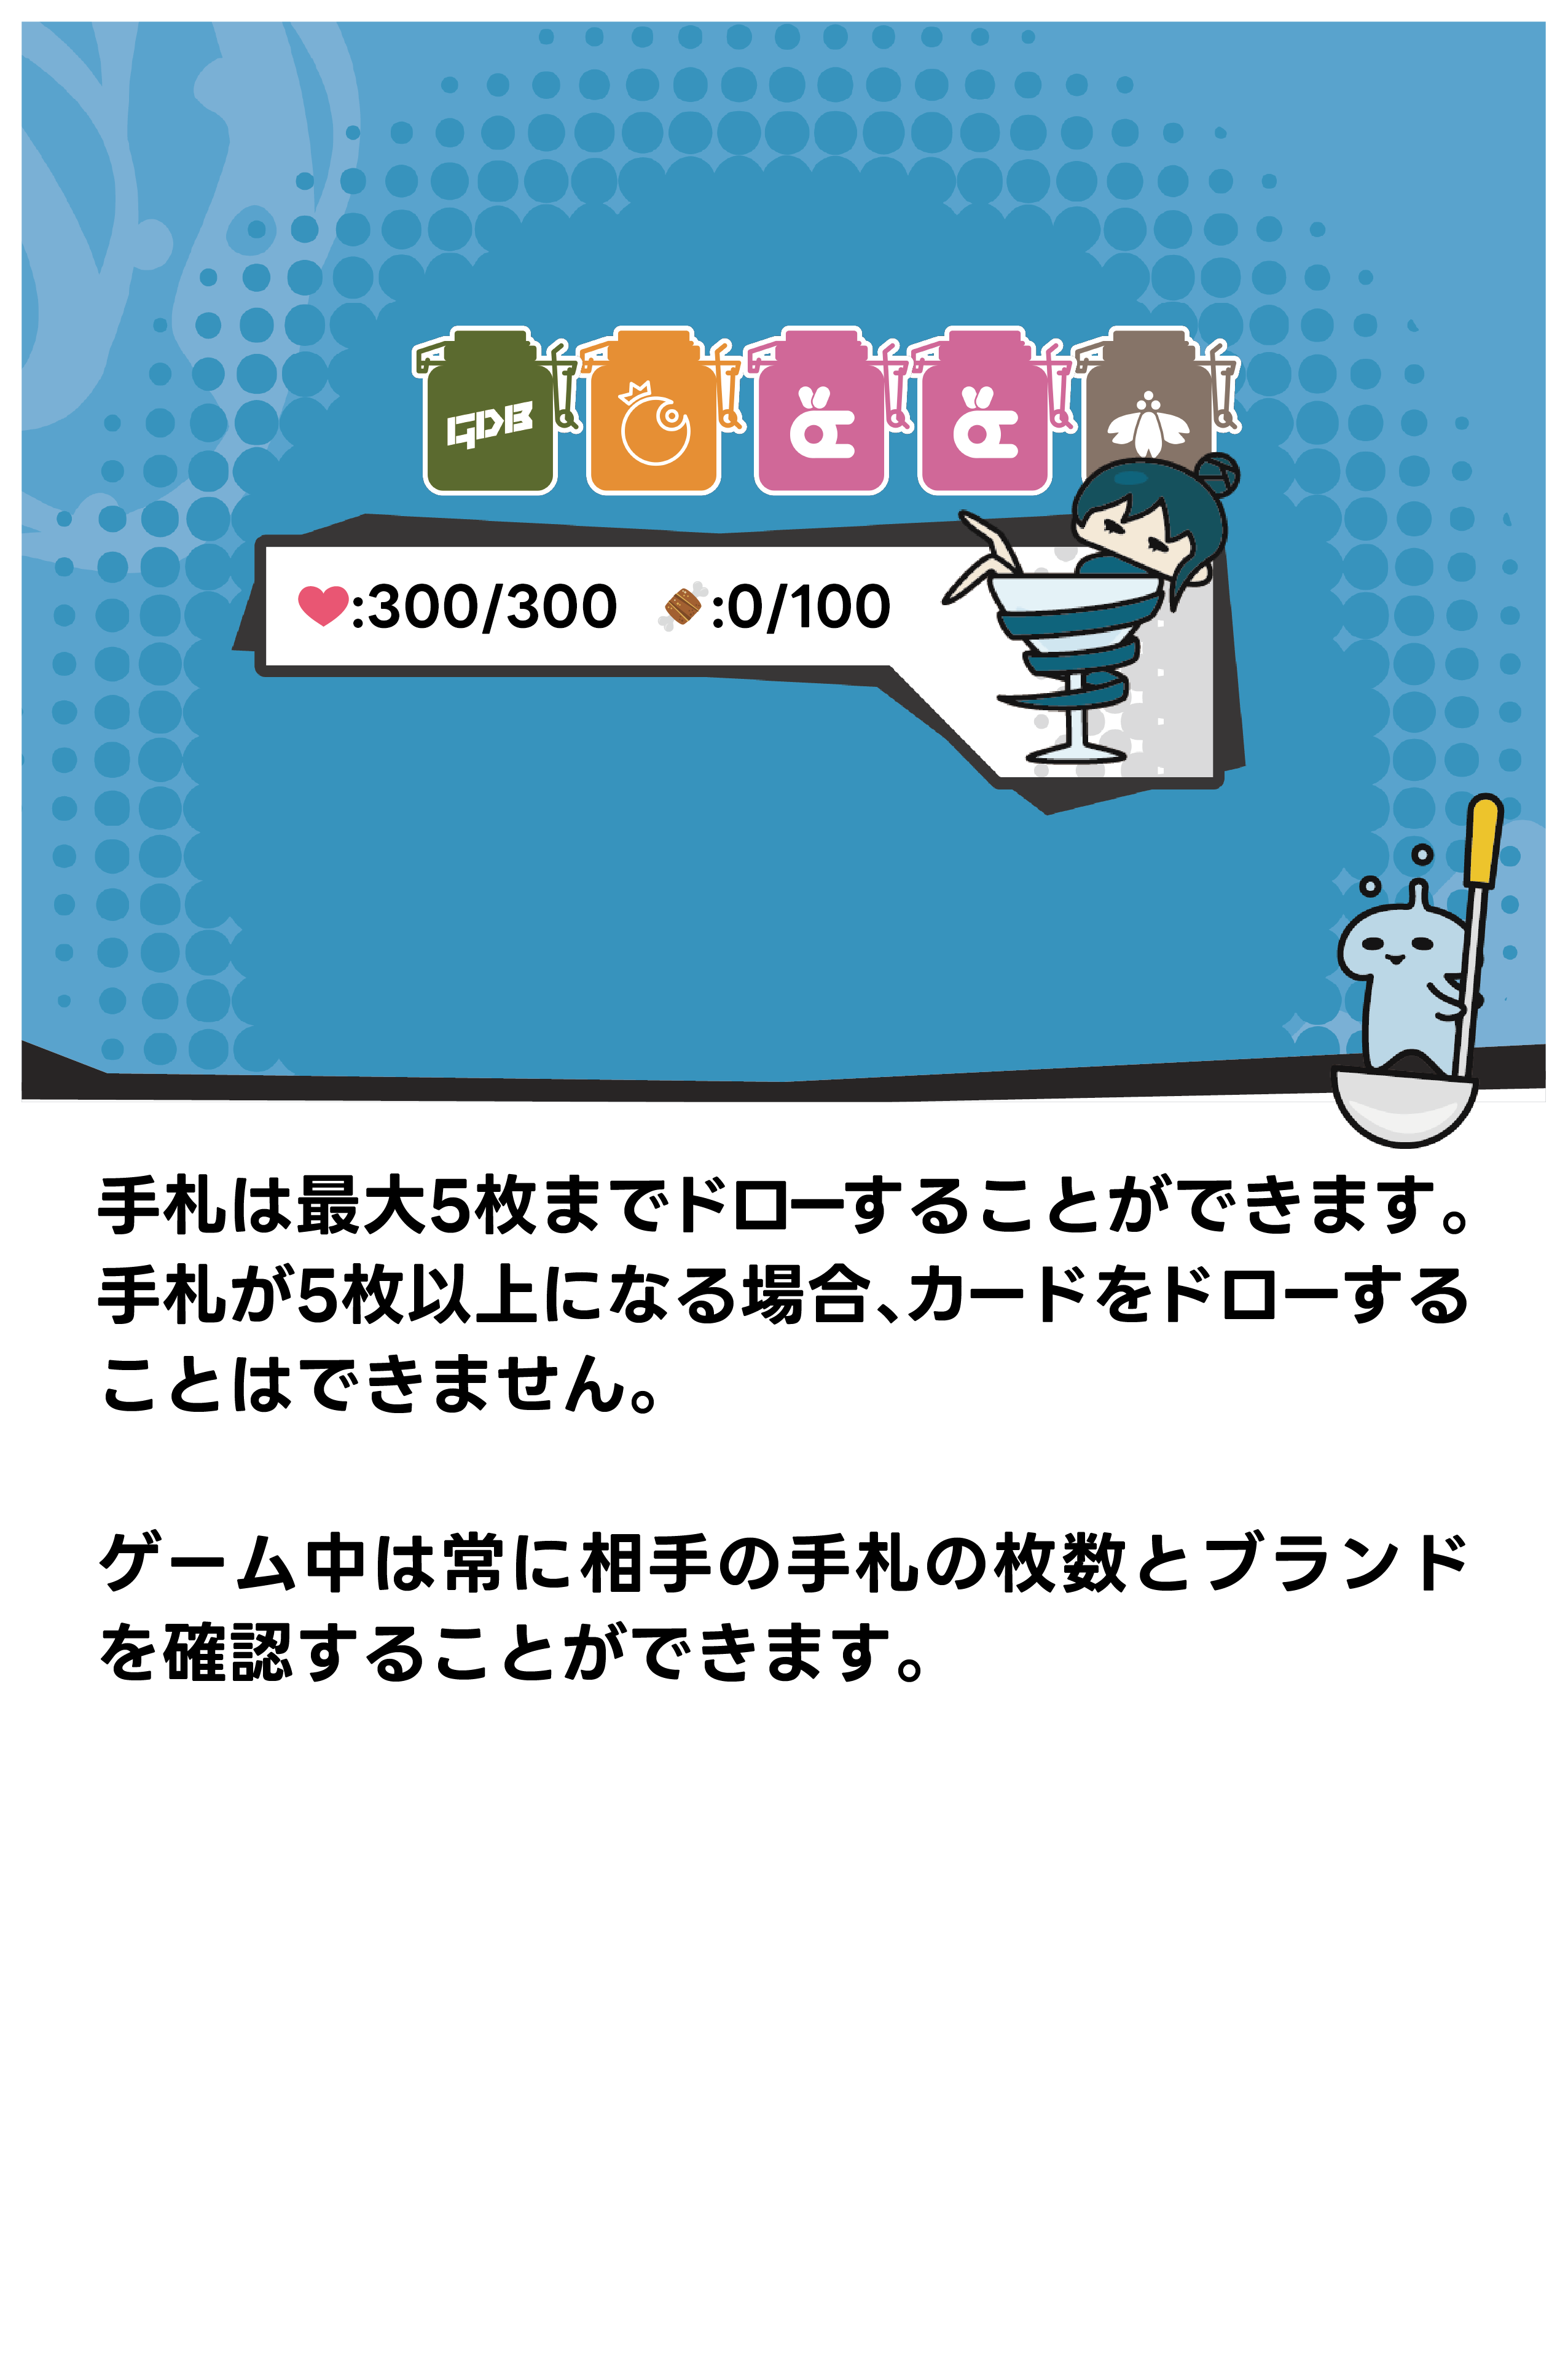 GDB
:300/300 :0/100
手札は最大5枚までドローすることができます。
手札が5枚以上になる場合、カードをドローする
ことはできません。
ゲーム中は常に相手の手札の枚数とブランド
を確認することができます。